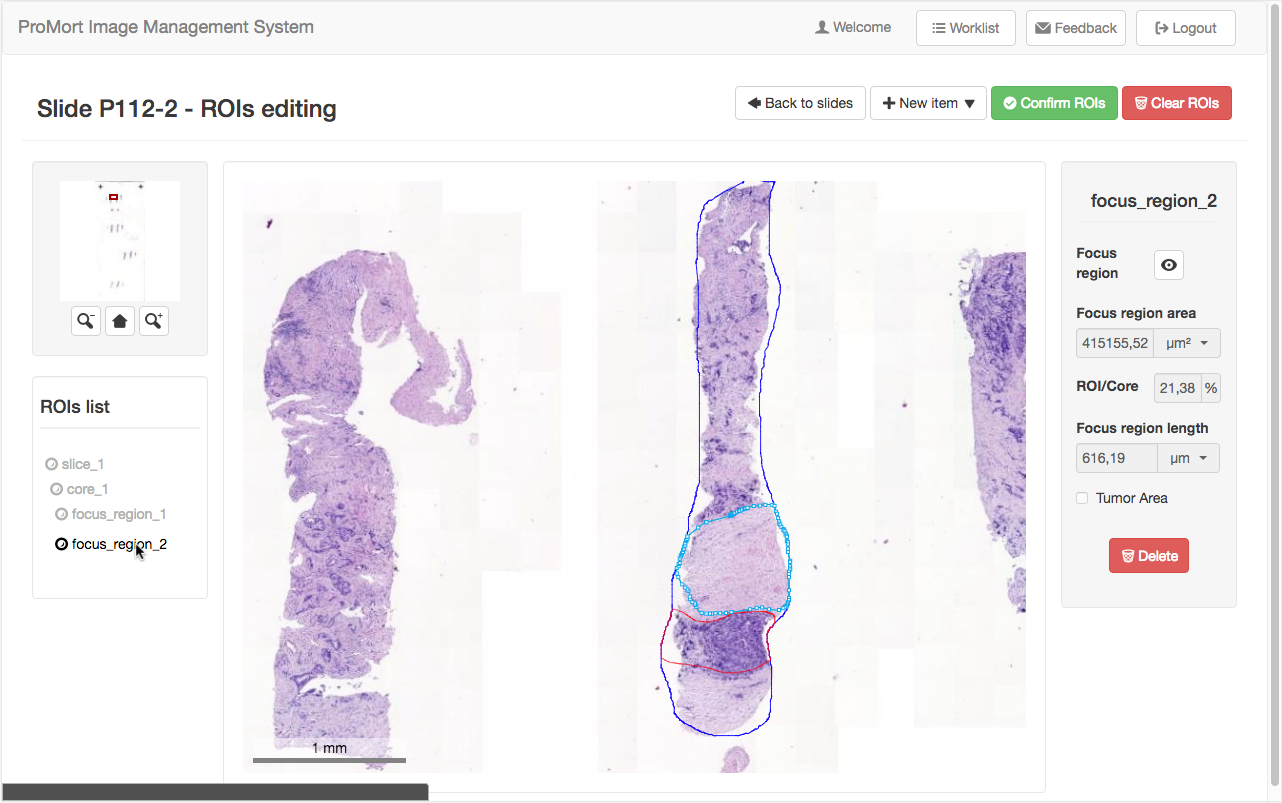 ProMort Image Management System
Welcome
Worklist
Feedback
Logout
Slide P112-2 - ROIs editing
Back to slides
New item ▼
Confirm ROIs
Clear ROIs
ROIs list
slice_1
core_1
focus_region_1
focus_region_2
1 mm
focus_region_2
Focus
region
Focus region area
415155,52 µm²
ROI/Core 21,38 %
Focus region length
616,19 µm
Tumor Area
Delete